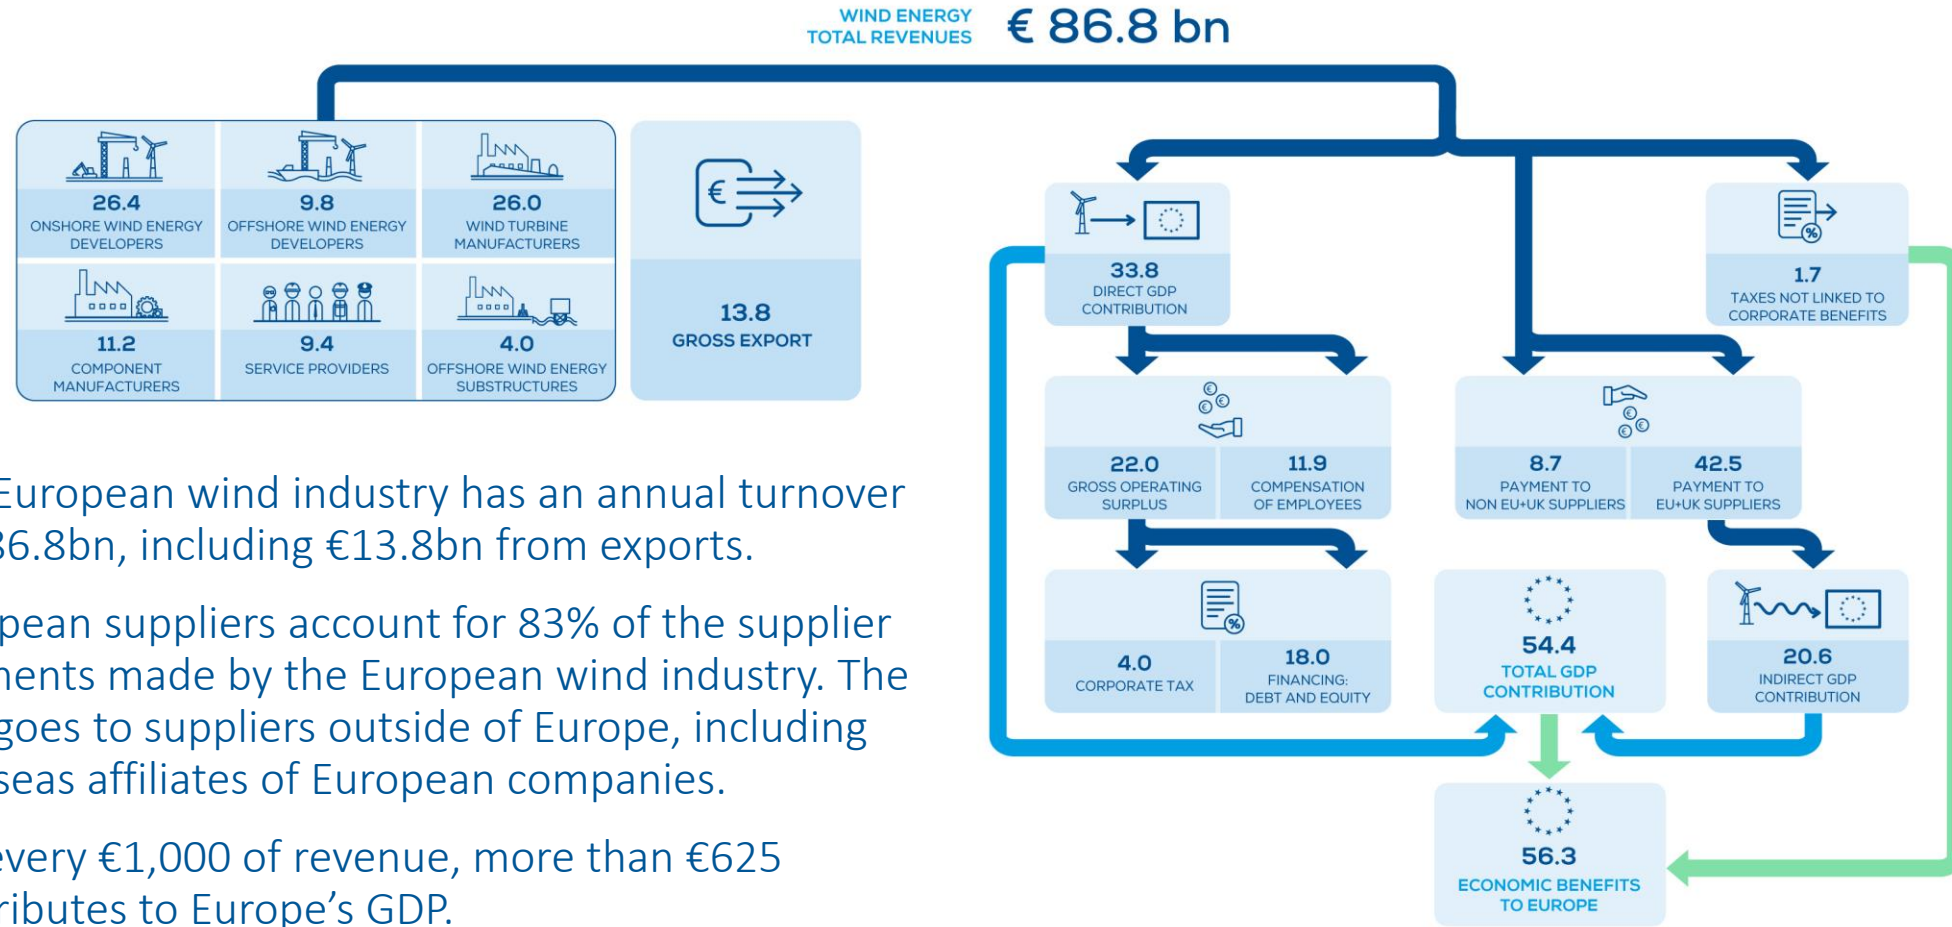 WIND ENERGY
TOTAL REVENUES
€ 86.8 bn
26.4
ONSHORE WIND ENERGY
DEVELOPERS
9.8
OFFSHORE WIND ENERGY
DEVELOPERS
26.0
WIND TURBINE
MANUFACTURERS
11.2
COMPONENT
MANUFACTURERS
9.4
SERVICE PROVIDERS
4.0
OFFSHORE WIND ENERGY
SUBSTRUCTURES
€
13.8
GROSS EXPORT
European wind industry has an annual turnover
86.8bn, including €13.8bn from exports.
pean suppliers account for 83% of the supplier
ments made by the European wind industry. The
goes to suppliers outside of Europe, including
seas affiliates of European companies.
every €1,000 of revenue, more than €625
ributes to Europe's GDP.
33.8
DIRECT GDP
CONTRIBUTION
%
1.7
TAXES NOT LINKED TO
CORPORATE BENEFITS
€
€ €
22.0
GROSS OPERATING
SURPLUS
11.9
COMPENSATION
OF EMPLOYEES
€
€ €
8.7
PAYMENT TO
NON EU+UK SUPPLIERS
42.5
PAYMENT TO
EU+UK SUPPLIERS
%
4.0
CORPORATE TAX
18.0
FINANCING:
DEBT AND EQUITY
54.4
TOTAL GDP
CONTRIBUTION
20.6
INDIRECT GDP
CONTRIBUTION
56.3
ECONOMIC BENEFITS
TO EUROPE